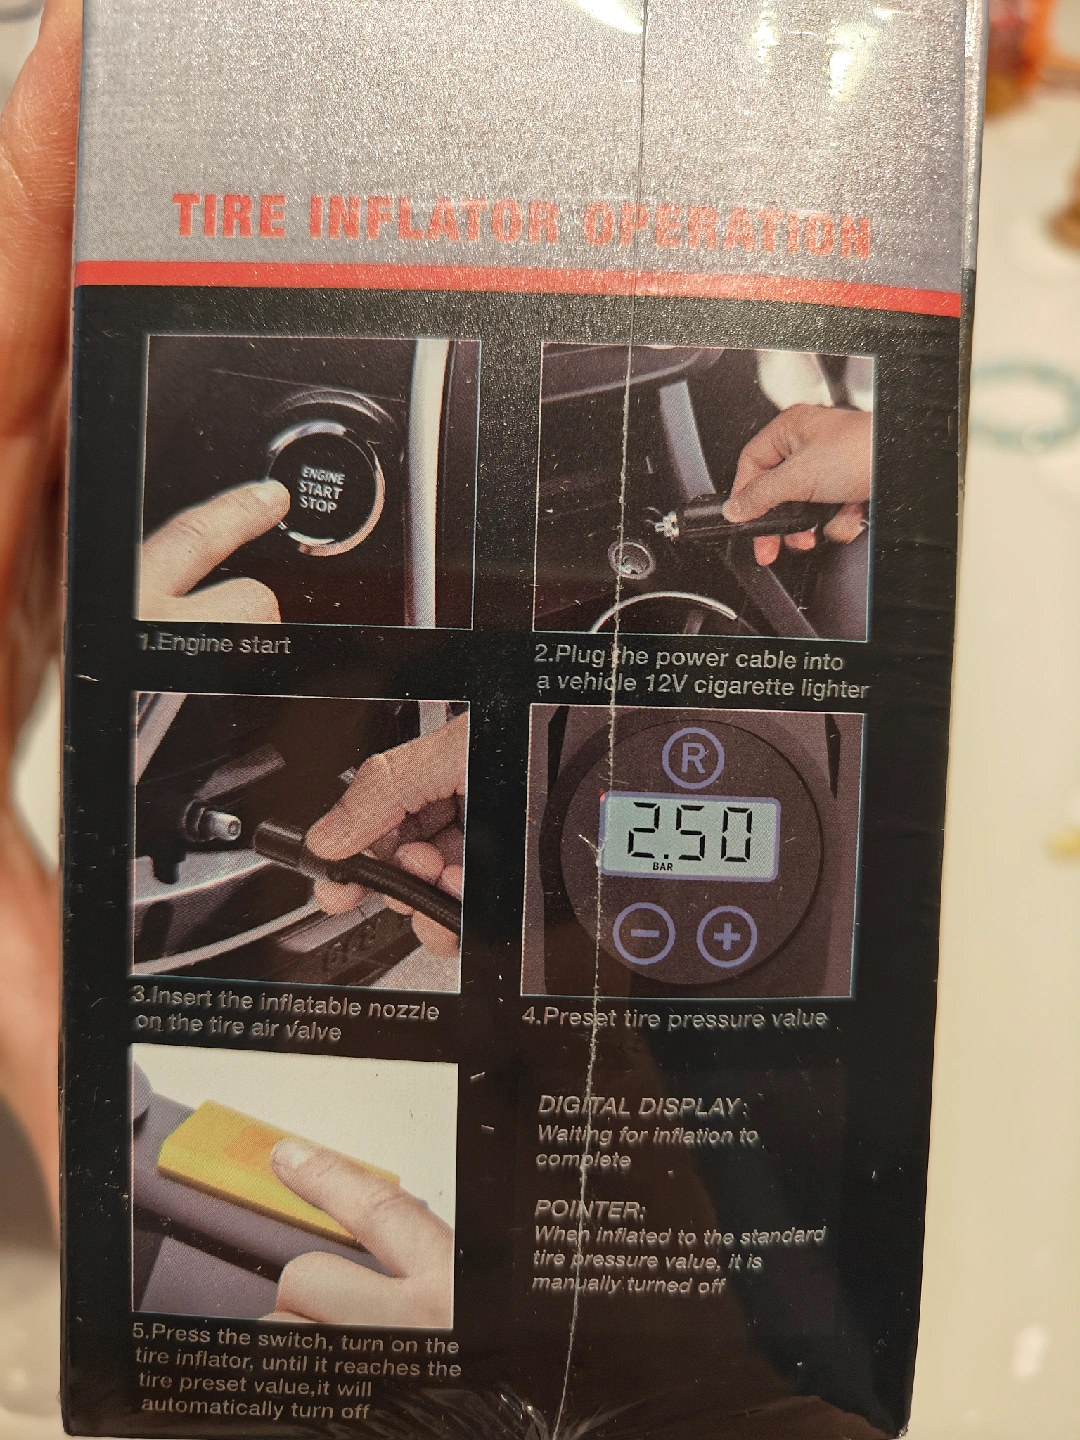 TIRE INFLATOR OPERATION
ENGINE
START
STOP
1.Engine start
2.Plug the power cable into
a vehicle 12V cigarette lighter
3.Insert the inflatable nozzle
on the tire air valve
R
2.50
BAR
- +
4.Preset tire pressure value
5.Press the switch, turn on the
tire inflator, until it reaches the
tire preset value,it will
automatically turn off
DIGITAL DISPLAY:
Waiting for inflation to
complete
POINTER:
When inflated to the standard
tire pressure value, it is
manually turned off